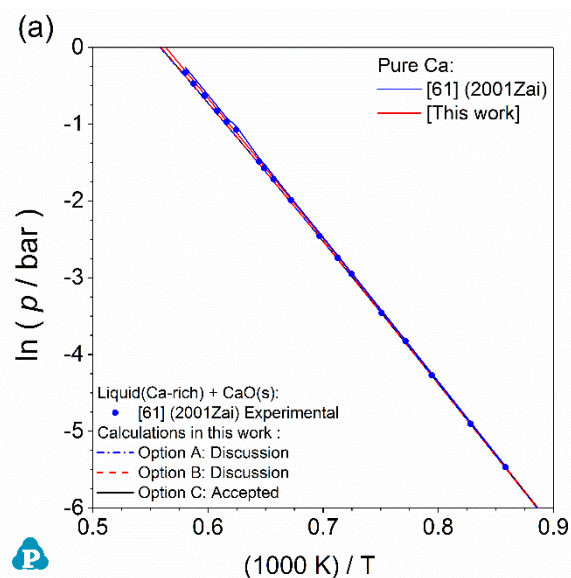 (a)
0
-1
-2
-3
-4
-5
-6
ln ( p / bar )
Pure Ca:
[61] (2001Zai)
[This work]
Liquid(Ca-rich) + CaO(s):
[61] (2001Zai) Experimental
Calculations in this work :
Option A: Discussion
Option B: Discussion
Option C: Accepted
0.5 0.6 0.7 0.8 0.9
(1000 K) / T
P